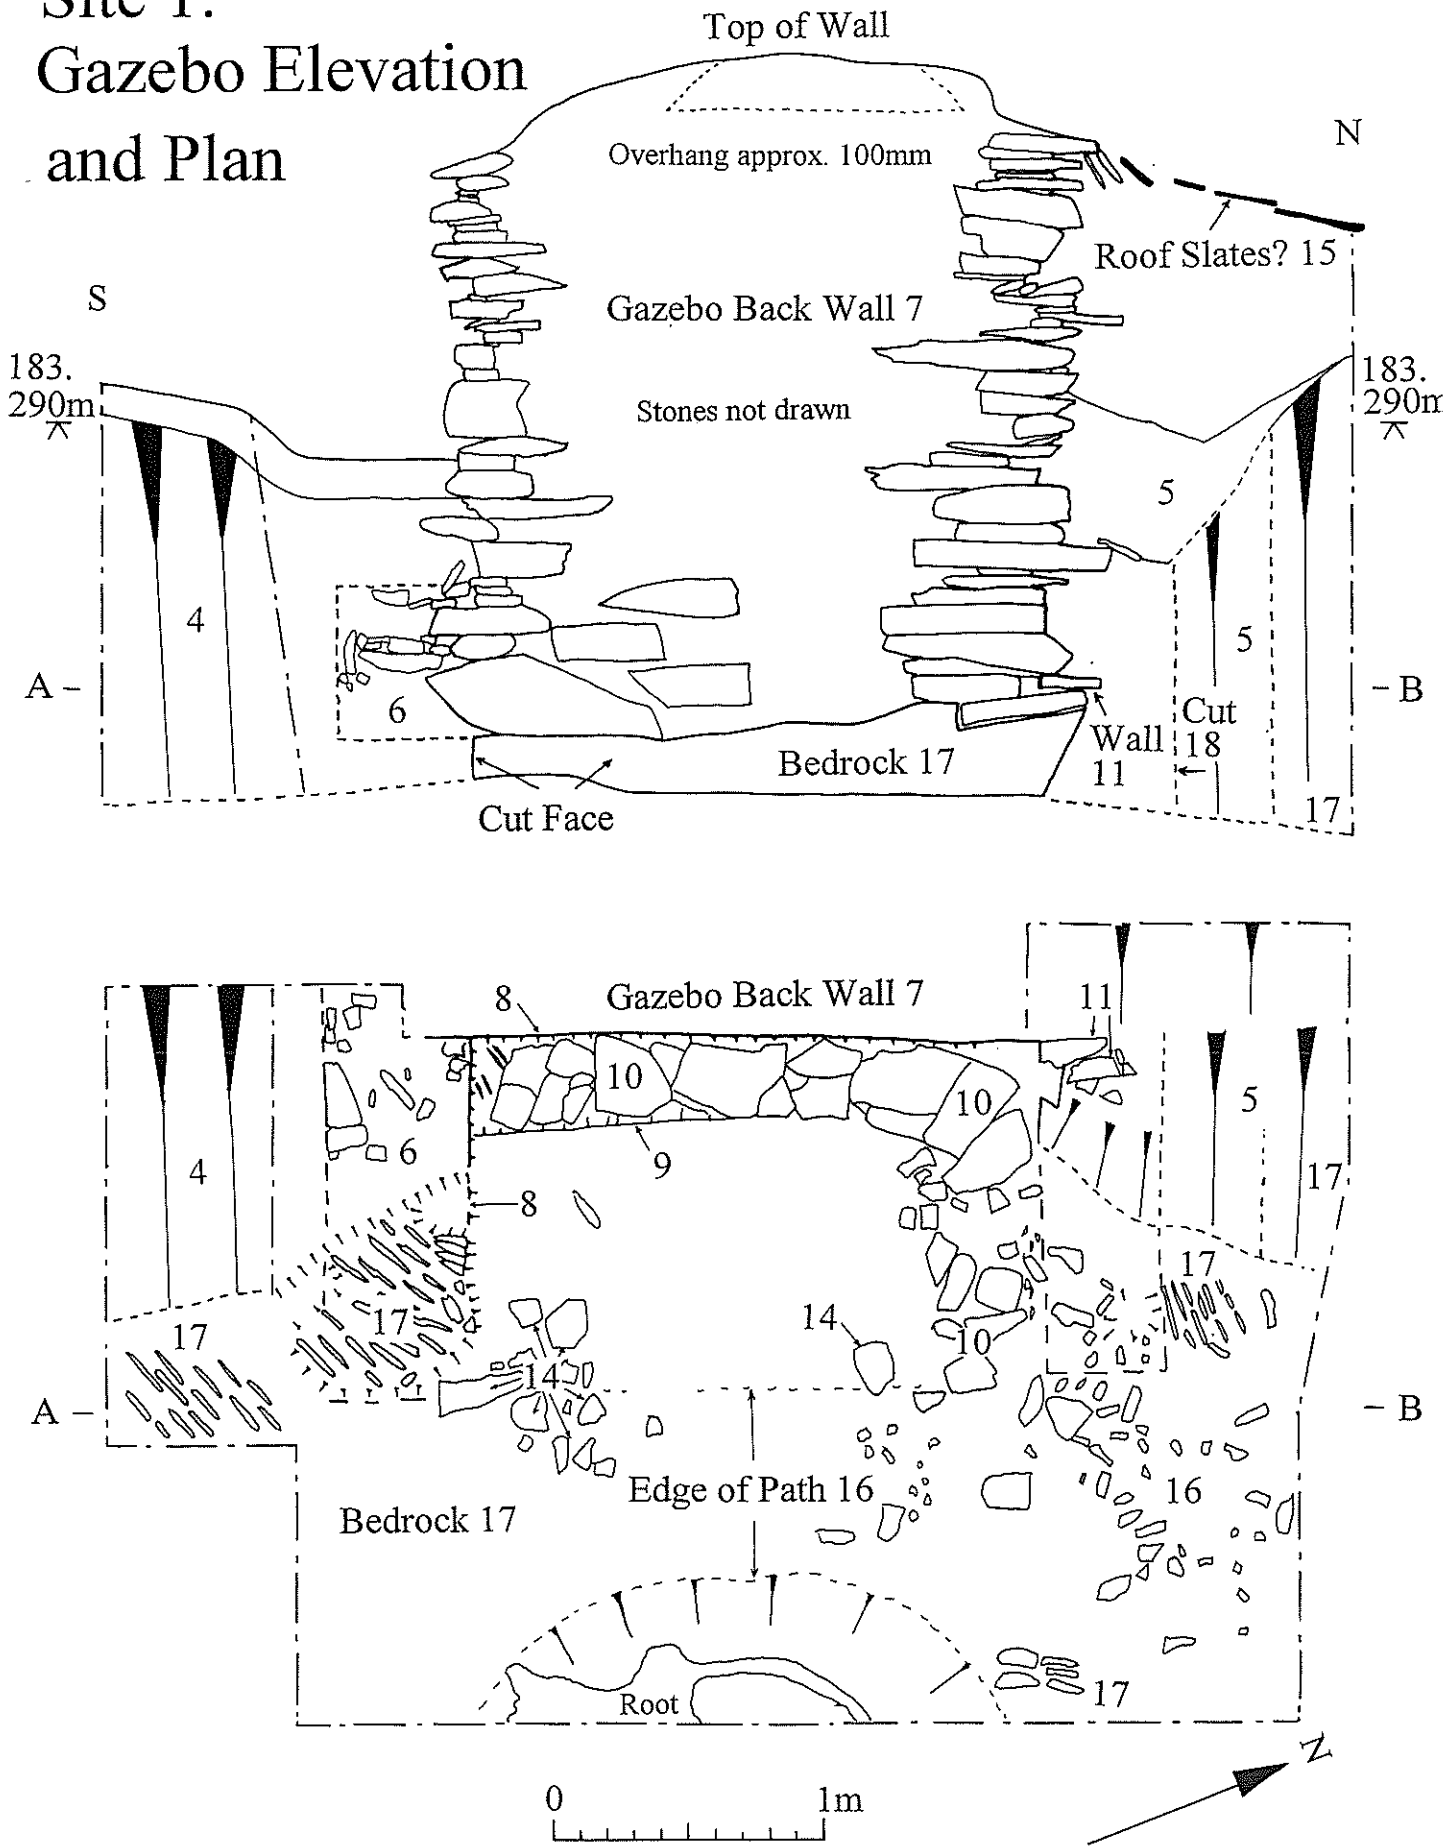 Site 1:
Gazebo Elevation
and Plan
Top of Wall
N
Overhang approx. 100mm
Roof Slates? 15
S
Gazebo Back Wall 7
183.
290m
183.
290m
Stones not drawn
5
4
5
A -
- B
6
Cut
18
Wall
11
Bedrock 17
17
Cut Face
8
Gazebo Back Wall 7
11
10
10
5
6
9
4
17
8
17
14
17
17
10
14
A -
- B
Edge of Path 16
16
Bedrock 17
17
Root
N
0
1m